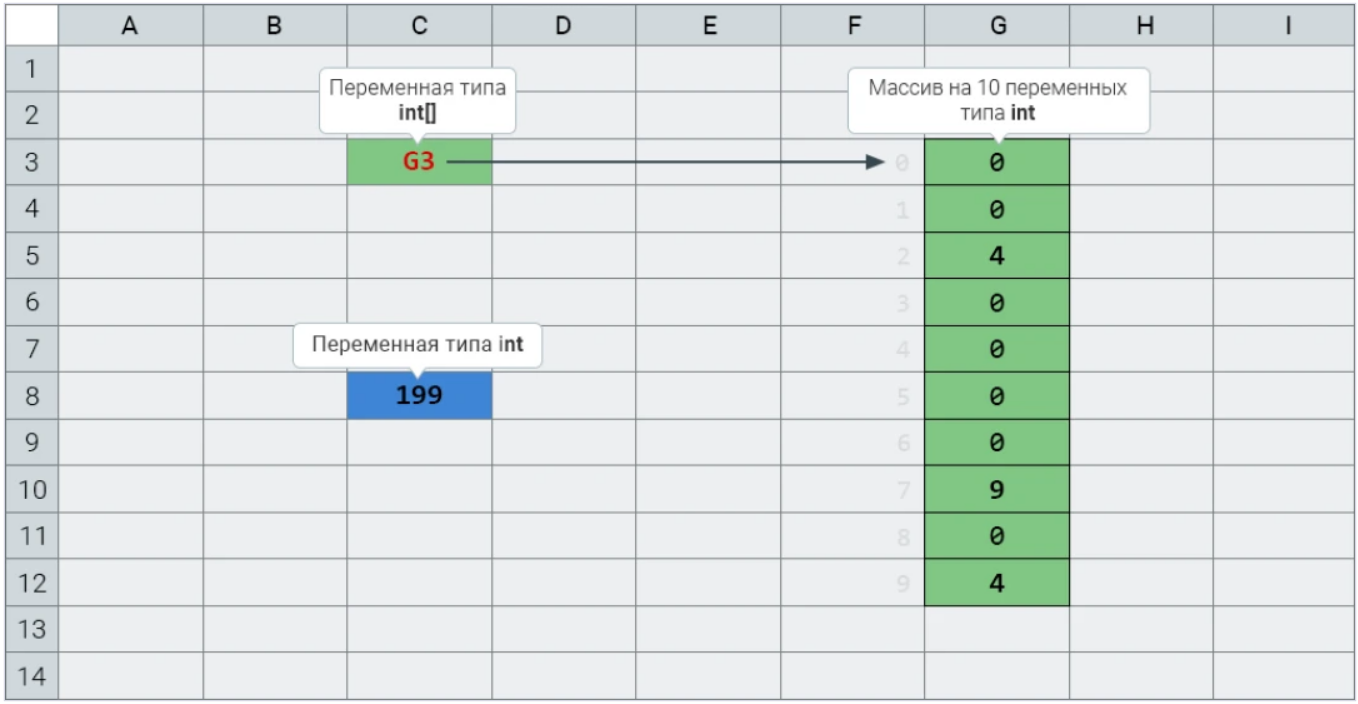 A B C D E F G H I
1
Переменная типа
int[]
Массив на 10 переменных
типа int
2
3 G3 0 0
4 1 0
5 2 4
6 3 0
7 4 0
Переменная типа int
8 199 5 0
9 6 0
10 7 9
11 8 0
12 9 4
13
14